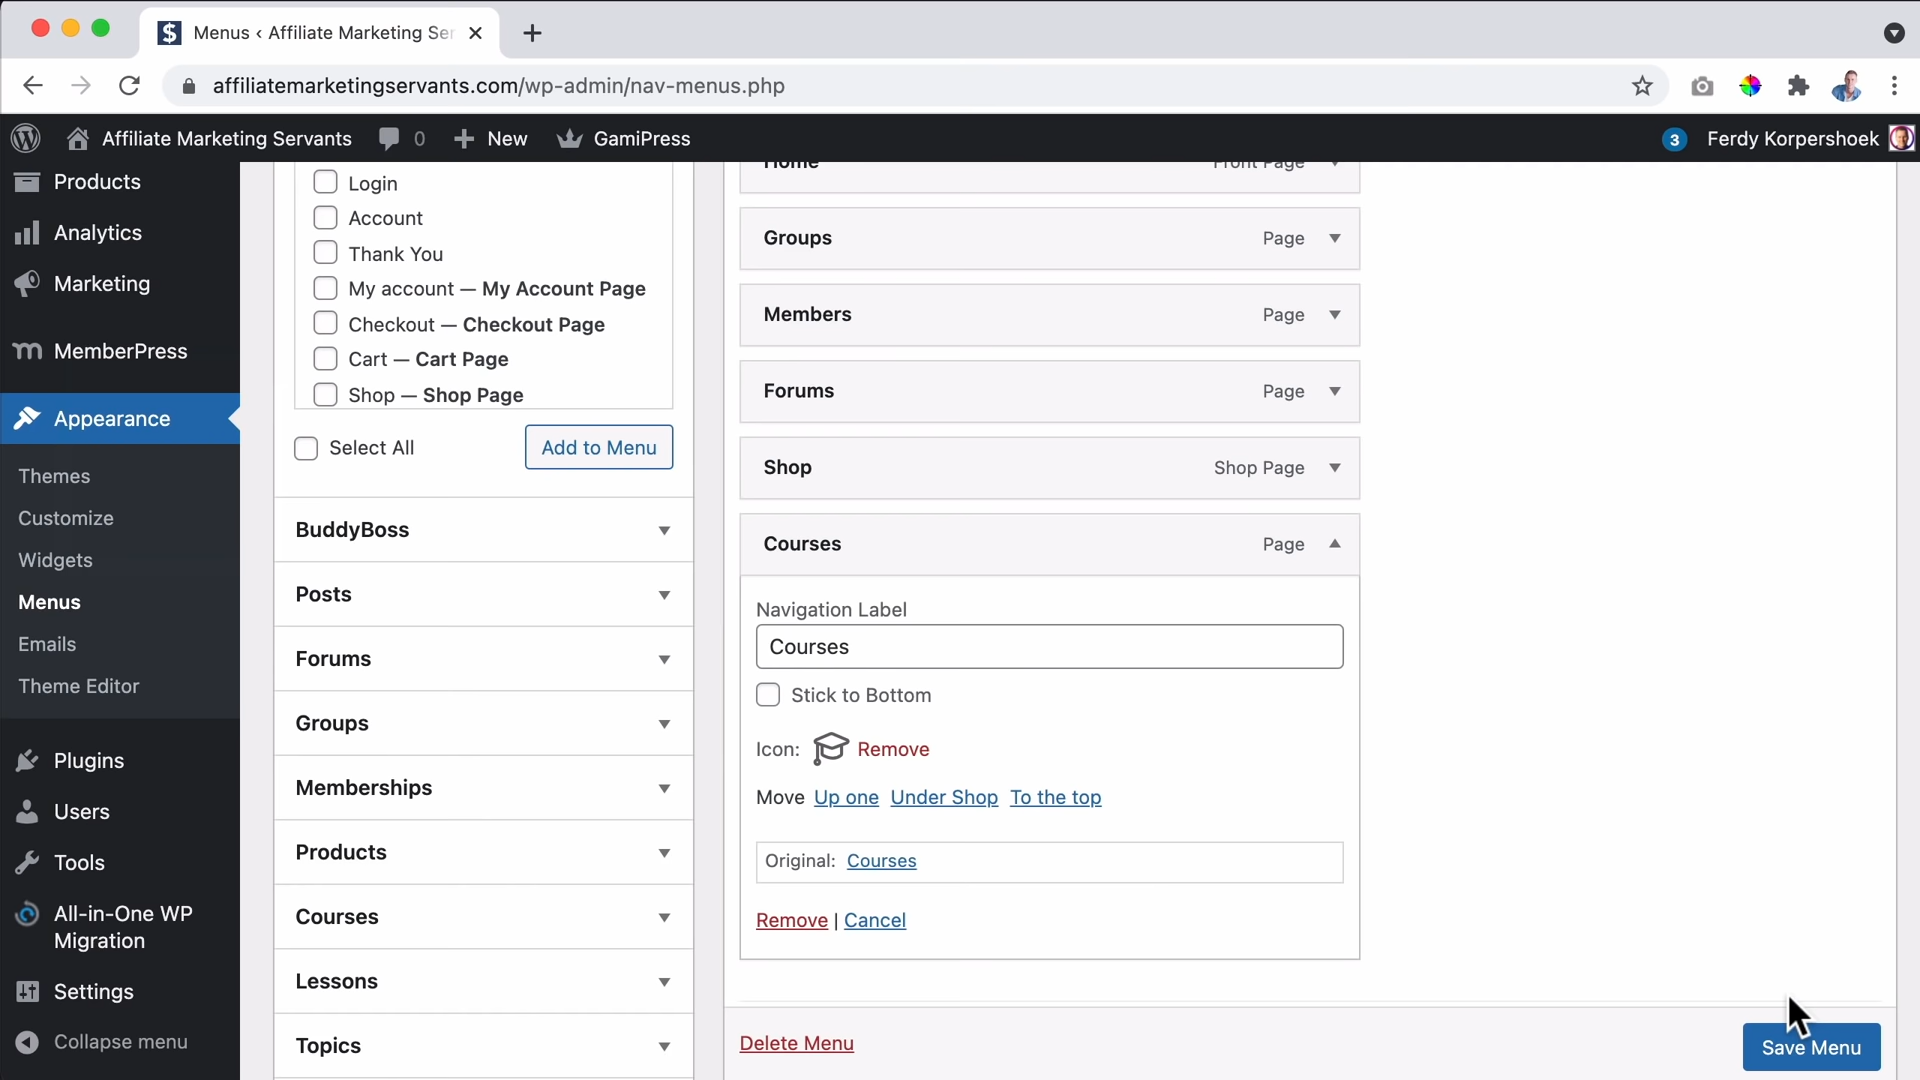 Menus ‹ Affiliate Marketing Ser
affiliatemarketingservants.com/wp-admin/nav-menus.php
Affiliate Marketing Servants
0
New
GamiPress
3
Ferdy Korpershoek
Products
Analytics
Marketing
MemberPress
Appearance
Themes
Customize
Widgets
Menus
Emails
Theme Editor
Plugins
Users
Tools
All-in-One WP
Migration
Settings
Collapse menu
Login
Account
Thank You
My account — My Account Page
Checkout — Checkout Page
Cart — Cart Page
Shop — Shop Page
Select All
Add to Menu
BuddyBoss
Posts
Forums
Groups
Memberships
Products
Courses
Lessons
Topics
Home Front Page
Groups Page
Members Page
Forums Page
Shop Shop Page
Courses Page
Navigation Label
Courses
Stick to Bottom
Icon: Remove
Move Up one Under Shop To the top
Original: Courses
Remove | Cancel
Delete Menu
Save Menu